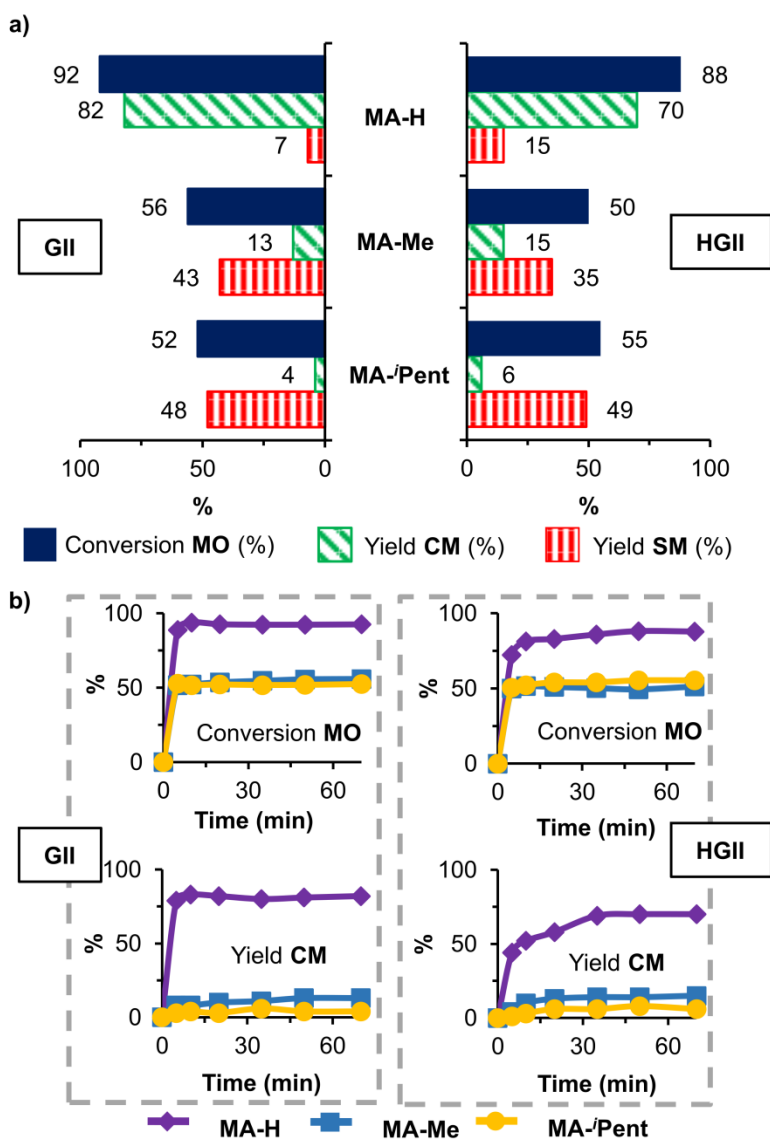 a)
92
82
7
MA-H
88
70
15
56
13
43
GII
MA-Me
50
15
35
HGII
52
4
48
MA-iPent
55
6
49
100 50 0
%
0 50 100
%
Conversion MO (%) Yield CM (%) Yield SM (%)
b)
100
50
0
%
Conversion MO
0 30 60
Time (min)
100
50
0
%
Conversion MO
0 30 60
Time (min)
GII
HGII
100
50
0
%
Yield CM
0 30 60
Time (min)
100
50
0
%
Yield CM
0 30 60
Time (min)
MA-H MA-Me MA-iPent